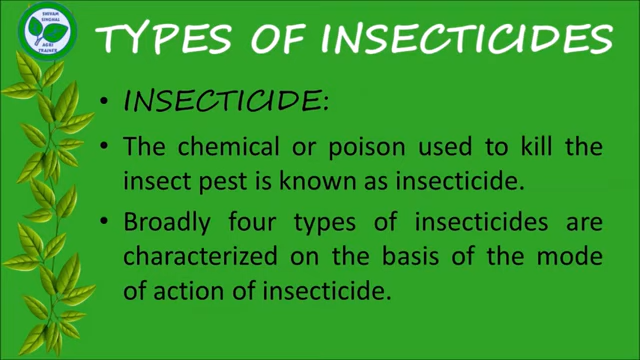 SHIVAM
SINGHAL
AGRI
TRAINER
TYPES OF INSECTICIDES
• INSECTICIDE:
• The chemical or poison used to kill the
insect pest is known as insecticide.
• Broadly four types of insecticides are
characterized on the basis of the mode
of action of insecticide.